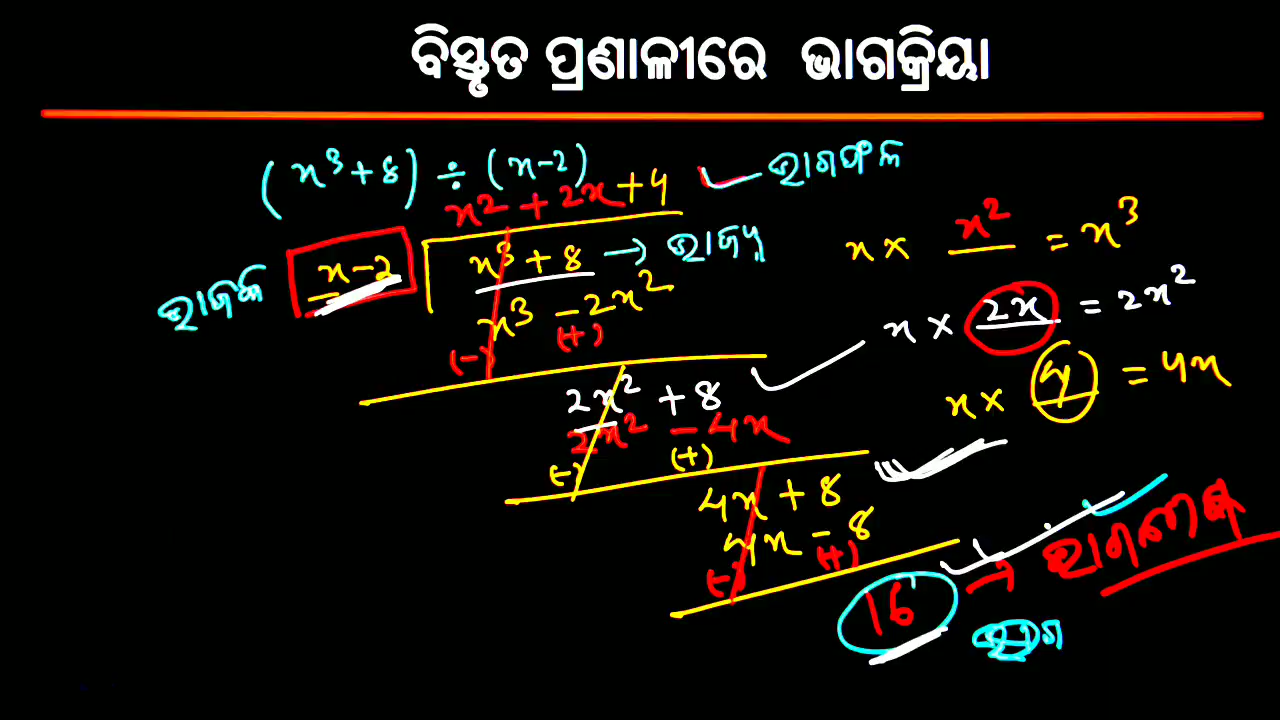 ବିସ୍ତୃତ ପ୍ରଣାଳୀରେ ଭାଗକ୍ରିୟା
(x³+8) ÷ (x-2)
x² + 2x + 4 ଭାଗଫଳ
ଭାଜକ x-2 x³ + 8 → ଭାଜ୍ୟ
x³ - 2x²
(-) (+)
2x² + 8
2x² - 4x
(-) (+)
4x + 8
4x - 8
(-) (+)
16 → ଭାଗଶେଷ
x × x² = x³
x × 2x = 2x²
x × 4 = 4x